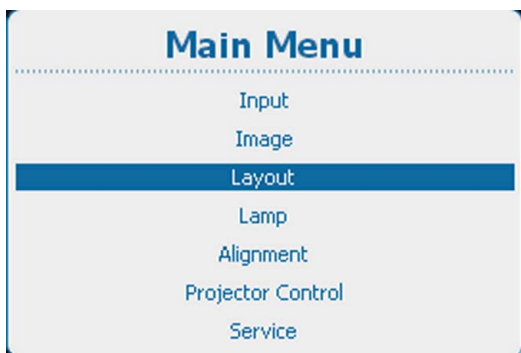 Main Menu
Input
Image
Layout
Lamp
Alignment
Projector Control
Service